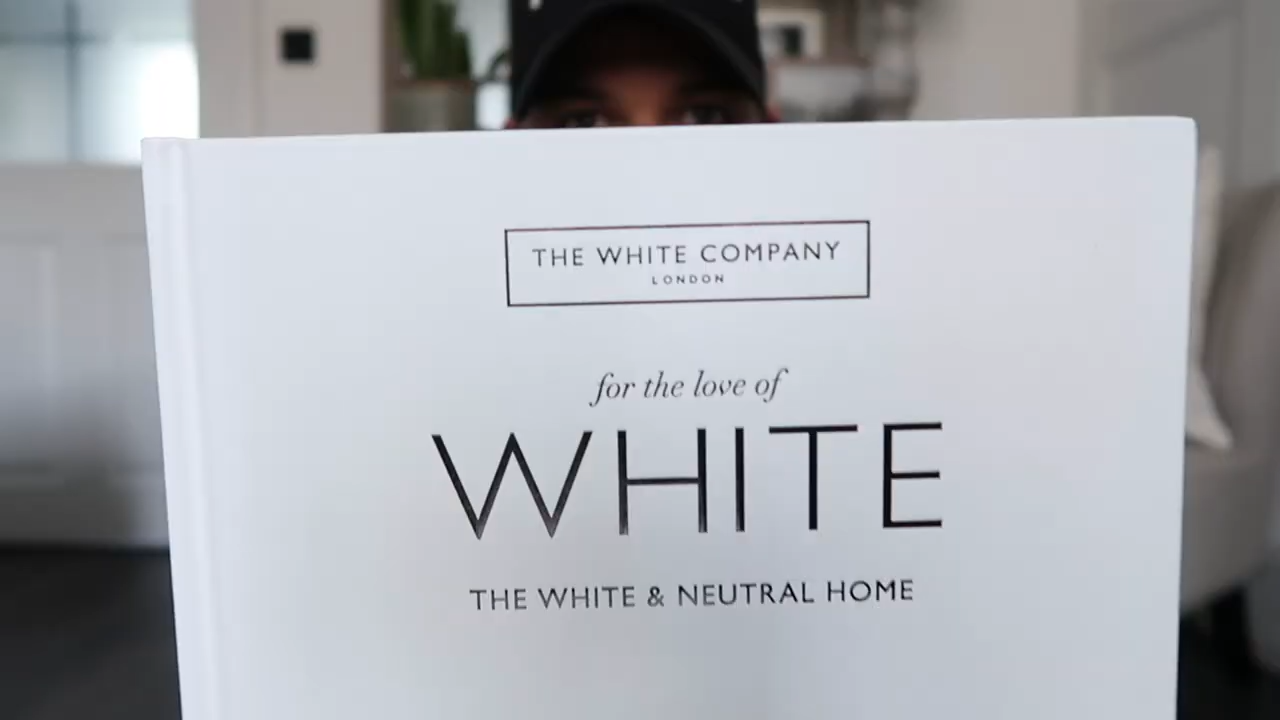 THE WHITE COMPANY
LONDON
for the love of
WHITE
THE WHITE & NEUTRAL HOME